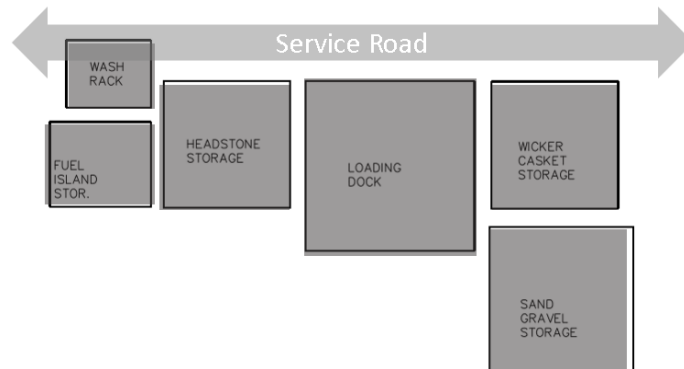 Service Road
WASH
RACK
HEADSTONE
STORAGE
LOADING
DOCK
WICKER
CASKET
STORAGE
FUEL
ISLAND
STOR.
SAND
GRAVEL
STORAGE